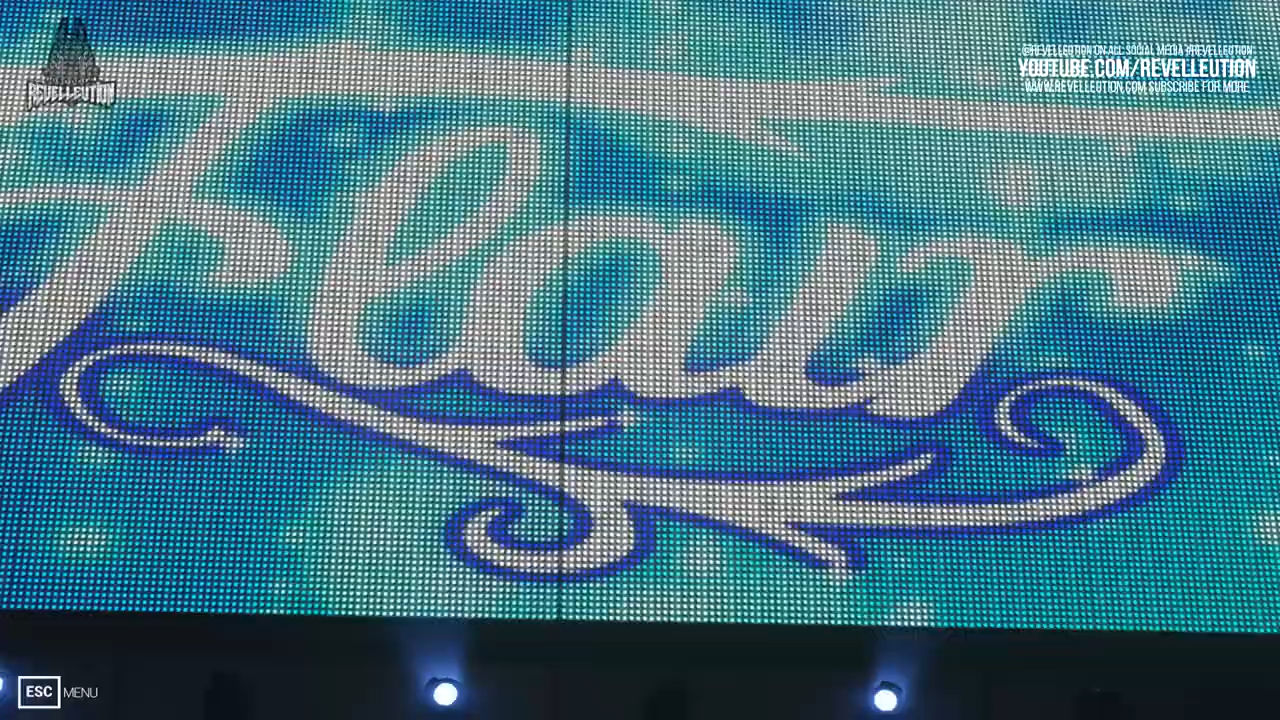 REVELLEUTION
@REVELLEUTION ON ALL SOCIAL MEDIA #REVELLEUTION
YOUTUBE.COM/REVELLEUTION
WWW.REVELLEUTION.COM SUBSCRIBE FOR MORE
Flair
ESC MENU